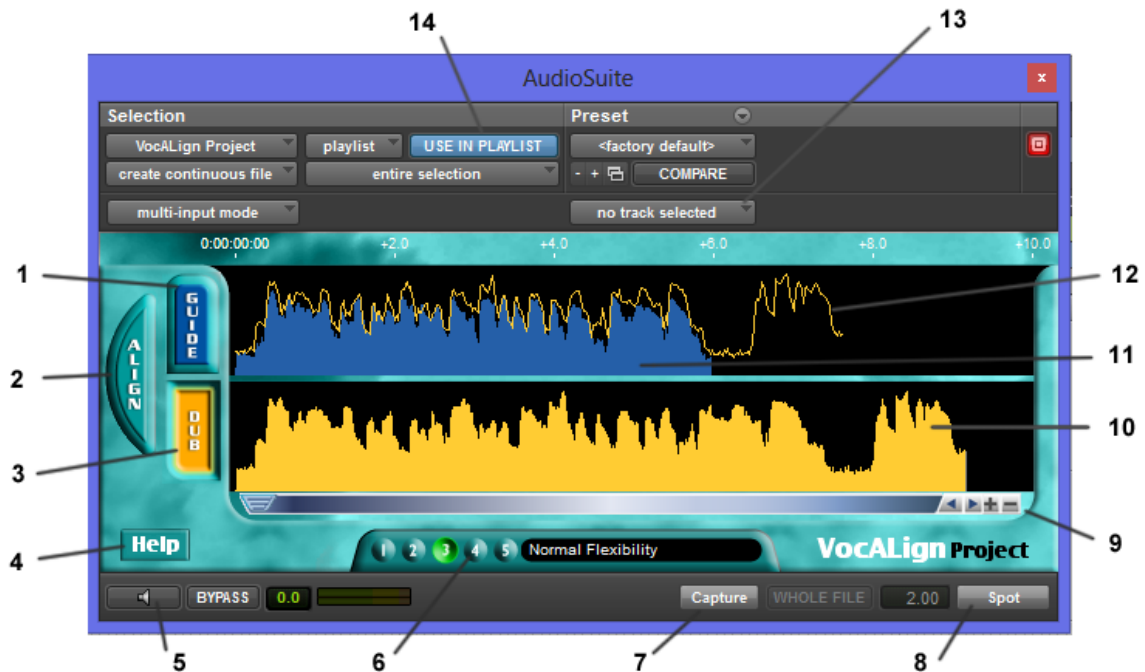 14
13
AudioSuite
x
Selection
Preset
VocALign Project
playlist
USE IN PLAYLIST
<factory default>
create continuous file
entire selection
- +
COMPARE
multi-input mode
no track selected
0:00:00:00 +2.0 +4.0 +6.0 +8.0 +10.0
1
GUIDE
12
2
ALIGN
11
3
DUB
10
4
Help
1 2 3 4 5
Normal Flexibility
VocALign Project
9
BYPASS
0.0
Capture
WHOLE FILE
2.00
Spot
5
6
7
8